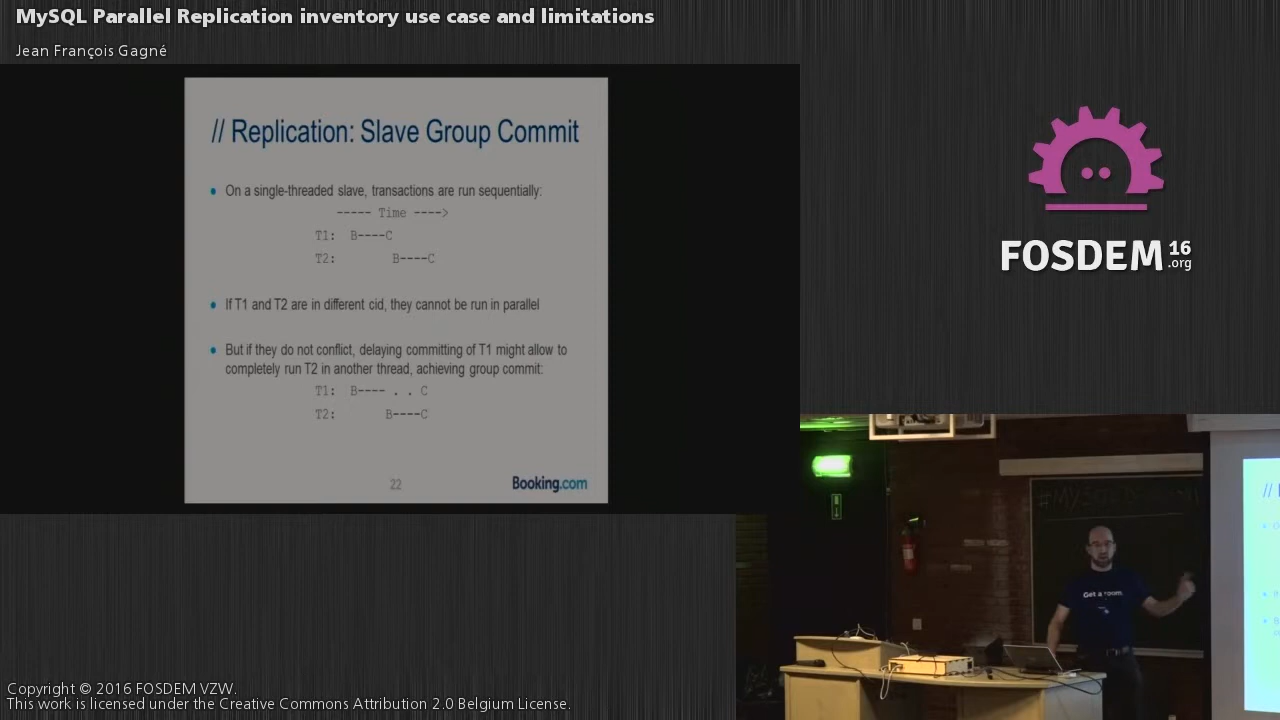 MySQL Parallel Replication inventory use case and limitations
Jean François Gagné
// Replication: Slave Group Commit
• On a single-threaded slave, transactions are run sequentially:
----- Time ---->
T1: B----C
T2: B----C
• If T1 and T2 are in different cid, they cannot be run in parallel
• But if they do not conflict, delaying committing of T1 might allow to
completely run T2 in another thread, achieving group commit:
T1: B---- . . C
T2: B----C
22
Booking.com
FOSDEM 16
.org
Get a room.
//
Copyright © 2016 FOSDEM VZW.
This work is licensed under the Creative Commons Attribution 2.0 Belgium License.